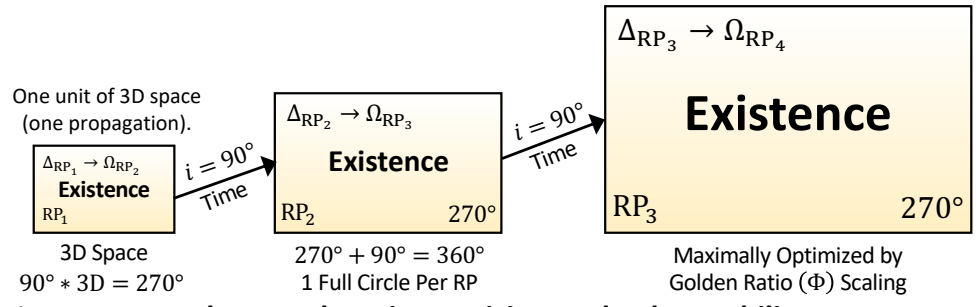 One unit of 3D space
(one propagation).
Δ_RP₁ → Ω_RP₂
Existence
RP₁
3D Space
90° * 3D = 270°
i = 90°
Time
Δ_RP₂ → Ω_RP₃
Existence
RP₂ 270°
270° + 90° = 360°
1 Full Circle Per RP
i = 90°
Time
Δ_RP₃ → Ω_RP₄
Existence
RP₃ 270°
Maximally Optimized by
Golden Ratio (Φ) Scaling